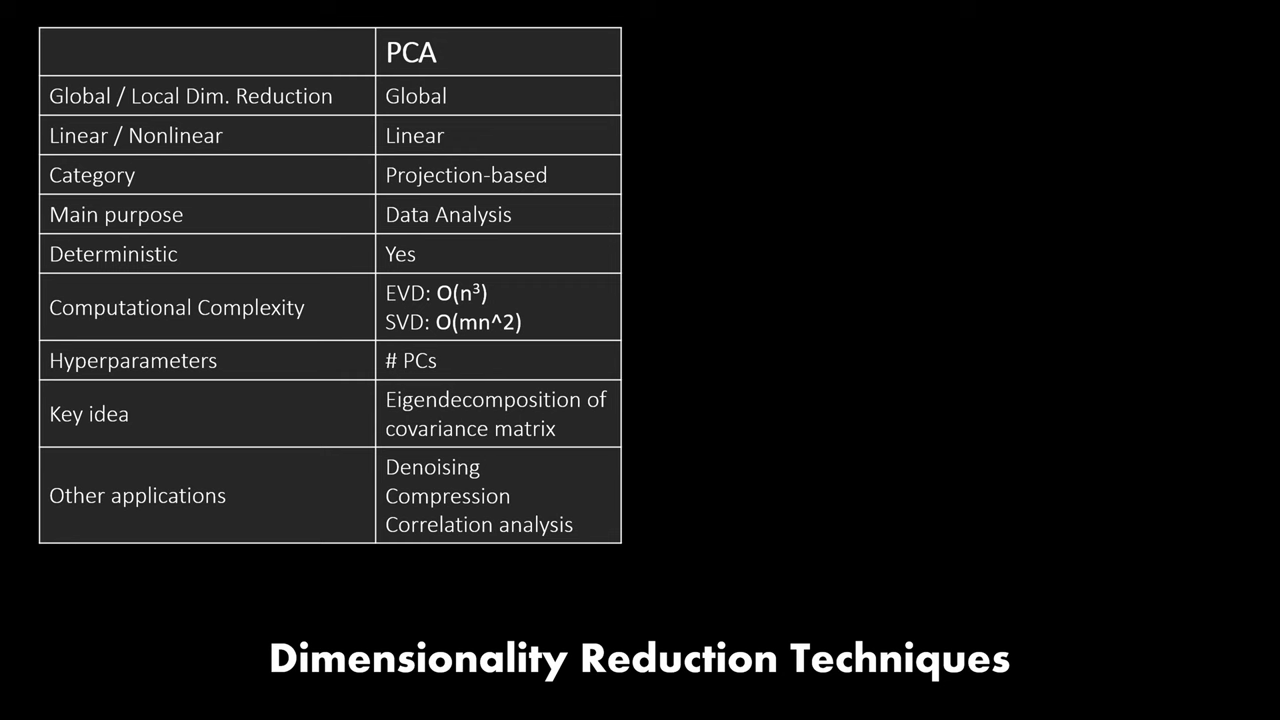 PCA
Global / Local Dim. Reduction Global
Linear / Nonlinear Linear
Category Projection-based
Main purpose Data Analysis
Deterministic Yes
Computational Complexity EVD: O(n³)
SVD: O(mn^2)
Hyperparameters # PCs
Key idea Eigendecomposition of
covariance matrix
Other applications Denoising
Compression
Correlation analysis
Dimensionality Reduction Techniques